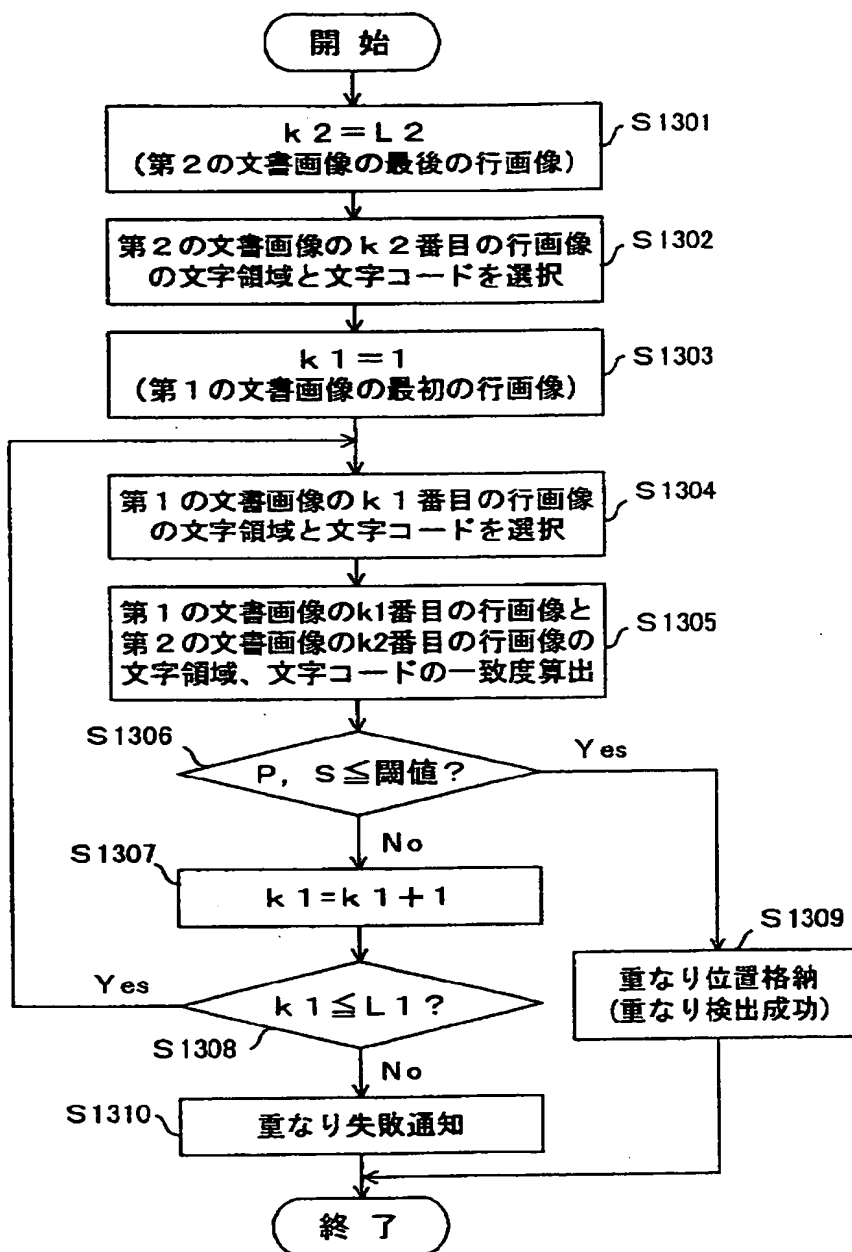 開 始
k 2 = L 2
(第2の文書画像の最後の行画像)
S1301
第2の文書画像のk2番目の行画像
の文字領域と文字コードを選択
S1302
k 1 = 1
(第1の文書画像の最初の行画像)
S1303
第1の文書画像のk1番目の行画像
の文字領域と文字コードを選択
S1304
第1の文書画像のk1番目の行画像と
第2の文書画像のk2番目の行画像の
文字領域、文字コードの一致度算出
S1305
S1306
P, S≦閾値?
Yes
No
S1307
k 1 = k 1 + 1
S1309
重なり位置格納
(重なり検出成功)
Yes
k 1 ≦ L 1 ?
S1308
No
S1310
重なり失敗通知
終 了